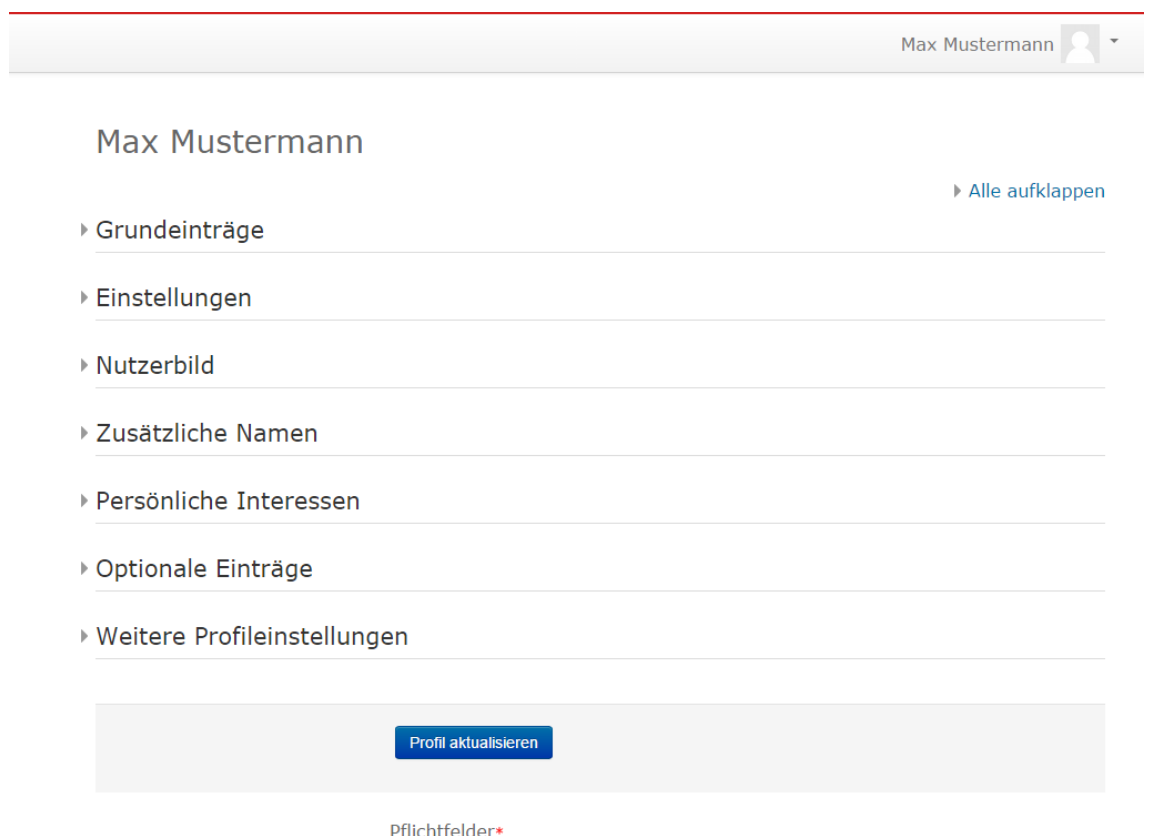 Max Mustermann
Max Mustermann
Alle aufklappen
Grundeinträge
Einstellungen
Nutzerbild
Zusätzliche Namen
Persönliche Interessen
Optionale Einträge
Weitere Profileinstellungen
Profil aktualisieren
Pflichtfelder*